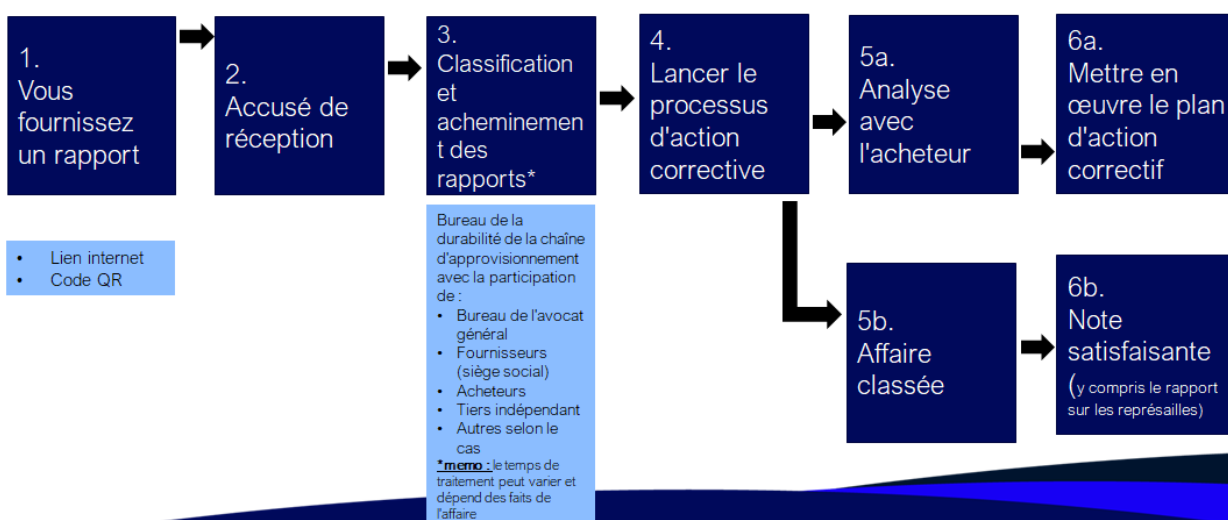 1.
Vous
fournissez
un rapport
• Lien internet
• Code QR
2.
Accusé de
réception
3.
Classification
et
acheminemen
t des
rapports*
Bureau de la
durabilité de la chaîne
d'approvisionnement
avec la participation
de :
• Bureau de l'avocat
général
• Fournisseurs
(siège social)
• Acheteurs
• Tiers indépendant
• Autres selon le
cas
*memo : le temps de
traitement peut varier et
dépend des faits de
l'affaire
4.
Lancer le
processus
d'action
corrective
5a.
Analyse
avec
l'acheteur
6a.
Mettre en
œuvre le plan
d'action
correctif
5b.
Affaire
classée
6b.
Note
satisfaisante
(y compris le rapport
sur les représailles)